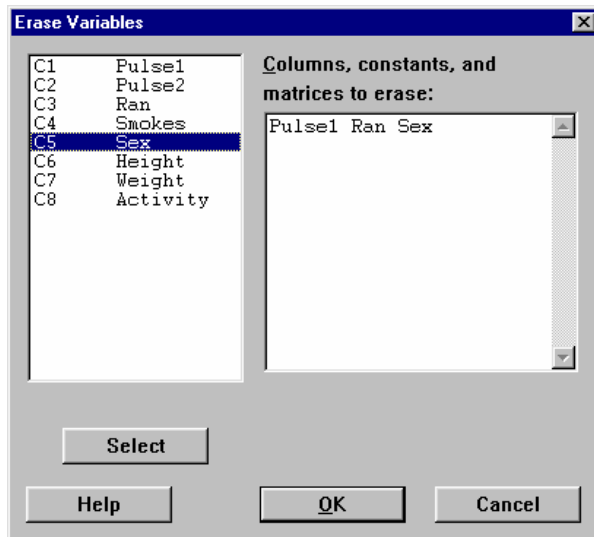 Erase Variables
C1 Pulse1
C2 Pulse2
C3 Ran
C4 Smokes
C5 Sex
C6 Height
C7 Weight
C8 Activity
Columns, constants, and
matrices to erase:
Pulse1 Ran Sex
Select
Help
OK
Cancel